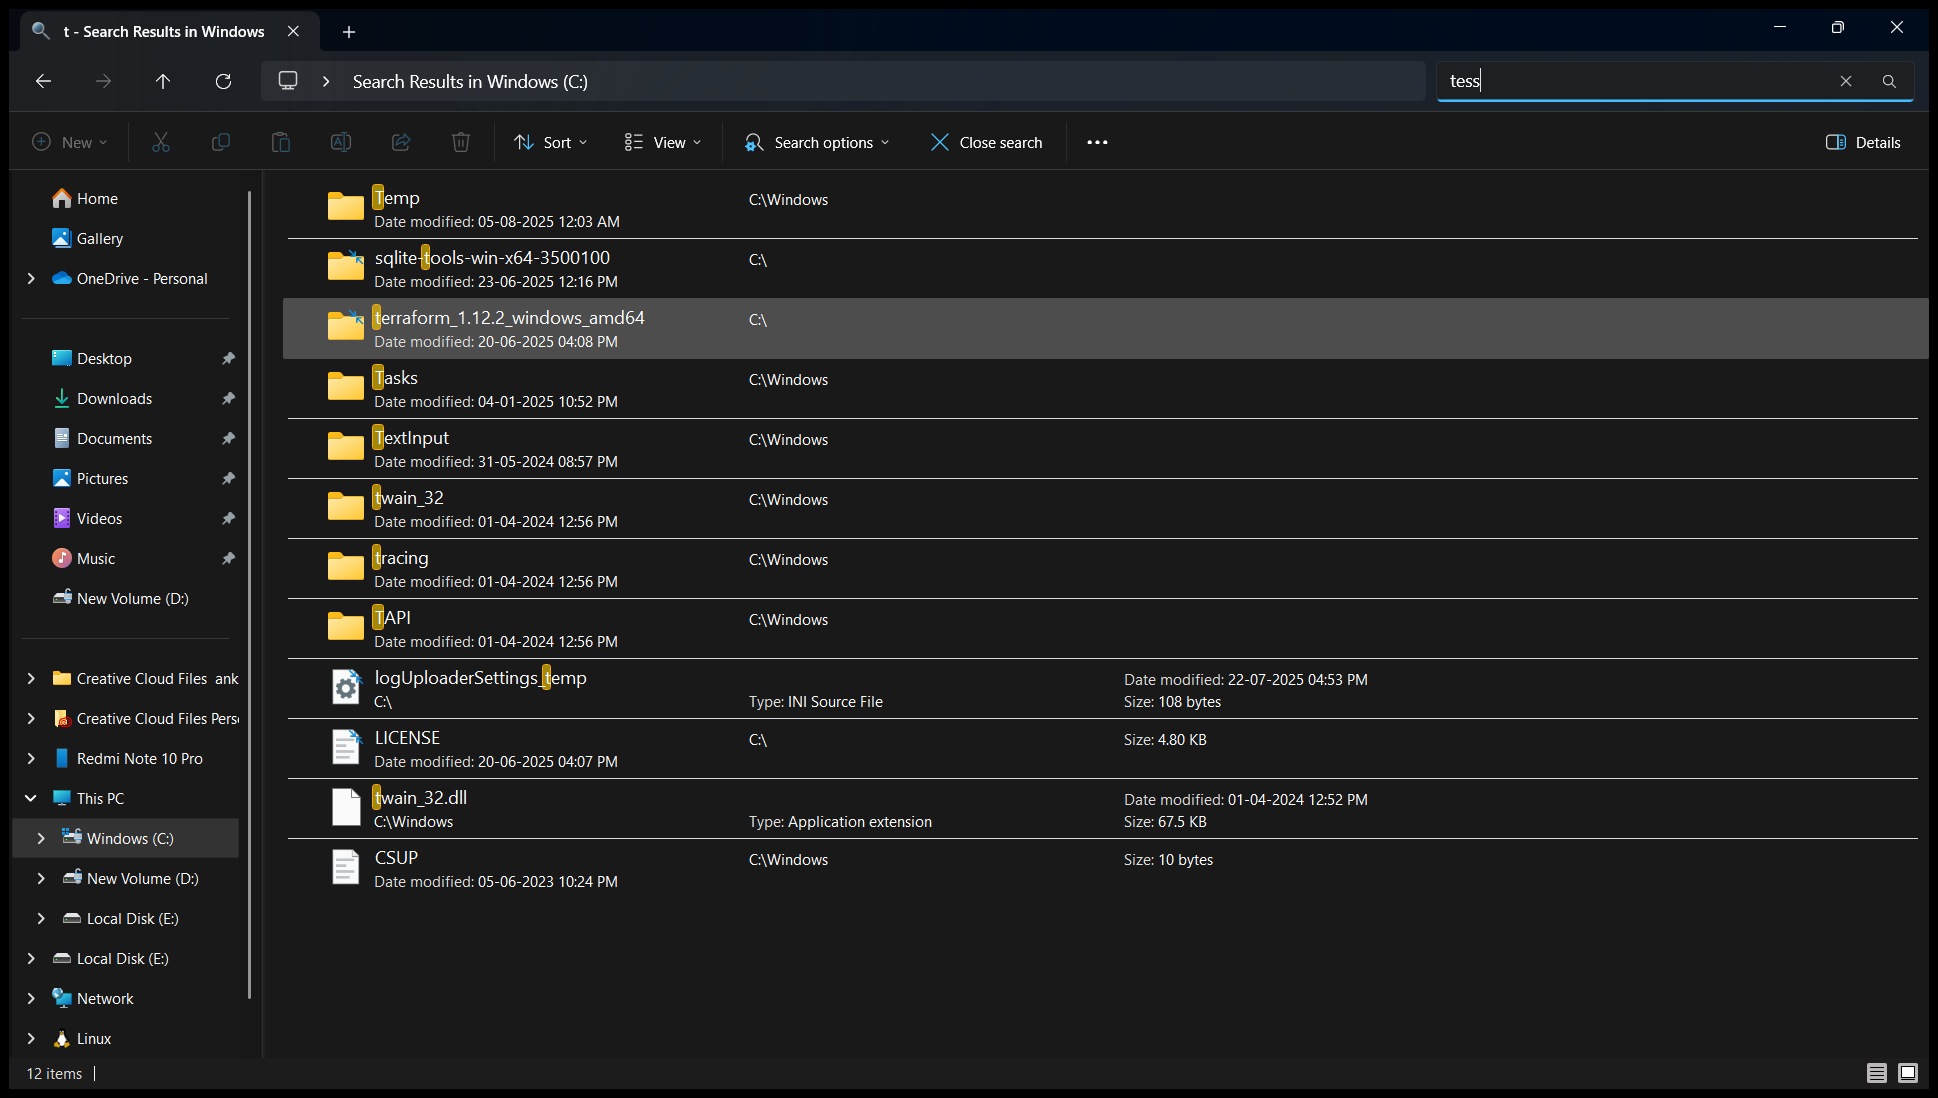 t - Search Results in Windows
Search Results in Windows (C:)
tess
New
Sort
View
Search options
Close search
Details
Home
Gallery
OneDrive - Personal
Desktop
Downloads
Documents
Pictures
Videos
Music
New Volume (D:)
Creative Cloud Files ank
Creative Cloud Files Pers
Redmi Note 10 Pro
This PC
Windows (C:)
New Volume (D:)
Local Disk (E:)
Local Disk (E:)
Network
Linux
Temp
C:\Windows
Date modified: 05-08-2025 12:03 AM
sqlite-tools-win-x64-3500100
C:\
Date modified: 23-06-2025 12:16 PM
terraform_1.12.2_windows_amd64
C:\
Date modified: 20-06-2025 04:08 PM
Tasks
C:\Windows
Date modified: 04-01-2025 10:52 PM
TextInput
C:\Windows
Date modified: 31-05-2024 08:57 PM
twain_32
C:\Windows
Date modified: 01-04-2024 12:56 PM
tracing
C:\Windows
Date modified: 01-04-2024 12:56 PM
TAPI
C:\Windows
Date modified: 01-04-2024 12:56 PM
logUploaderSettings_temp
Date modified: 22-07-2025 04:53 PM
C:\
Type: INI Source File
Size: 108 bytes
LICENSE
C:\
Size: 4.80 KB
Date modified: 20-06-2025 04:07 PM
twain_32.dll
Date modified: 01-04-2024 12:52 PM
C:\Windows
Type: Application extension
Size: 67.5 KB
CSUP
C:\Windows
Size: 10 bytes
Date modified: 05-06-2023 10:24 PM
12 items